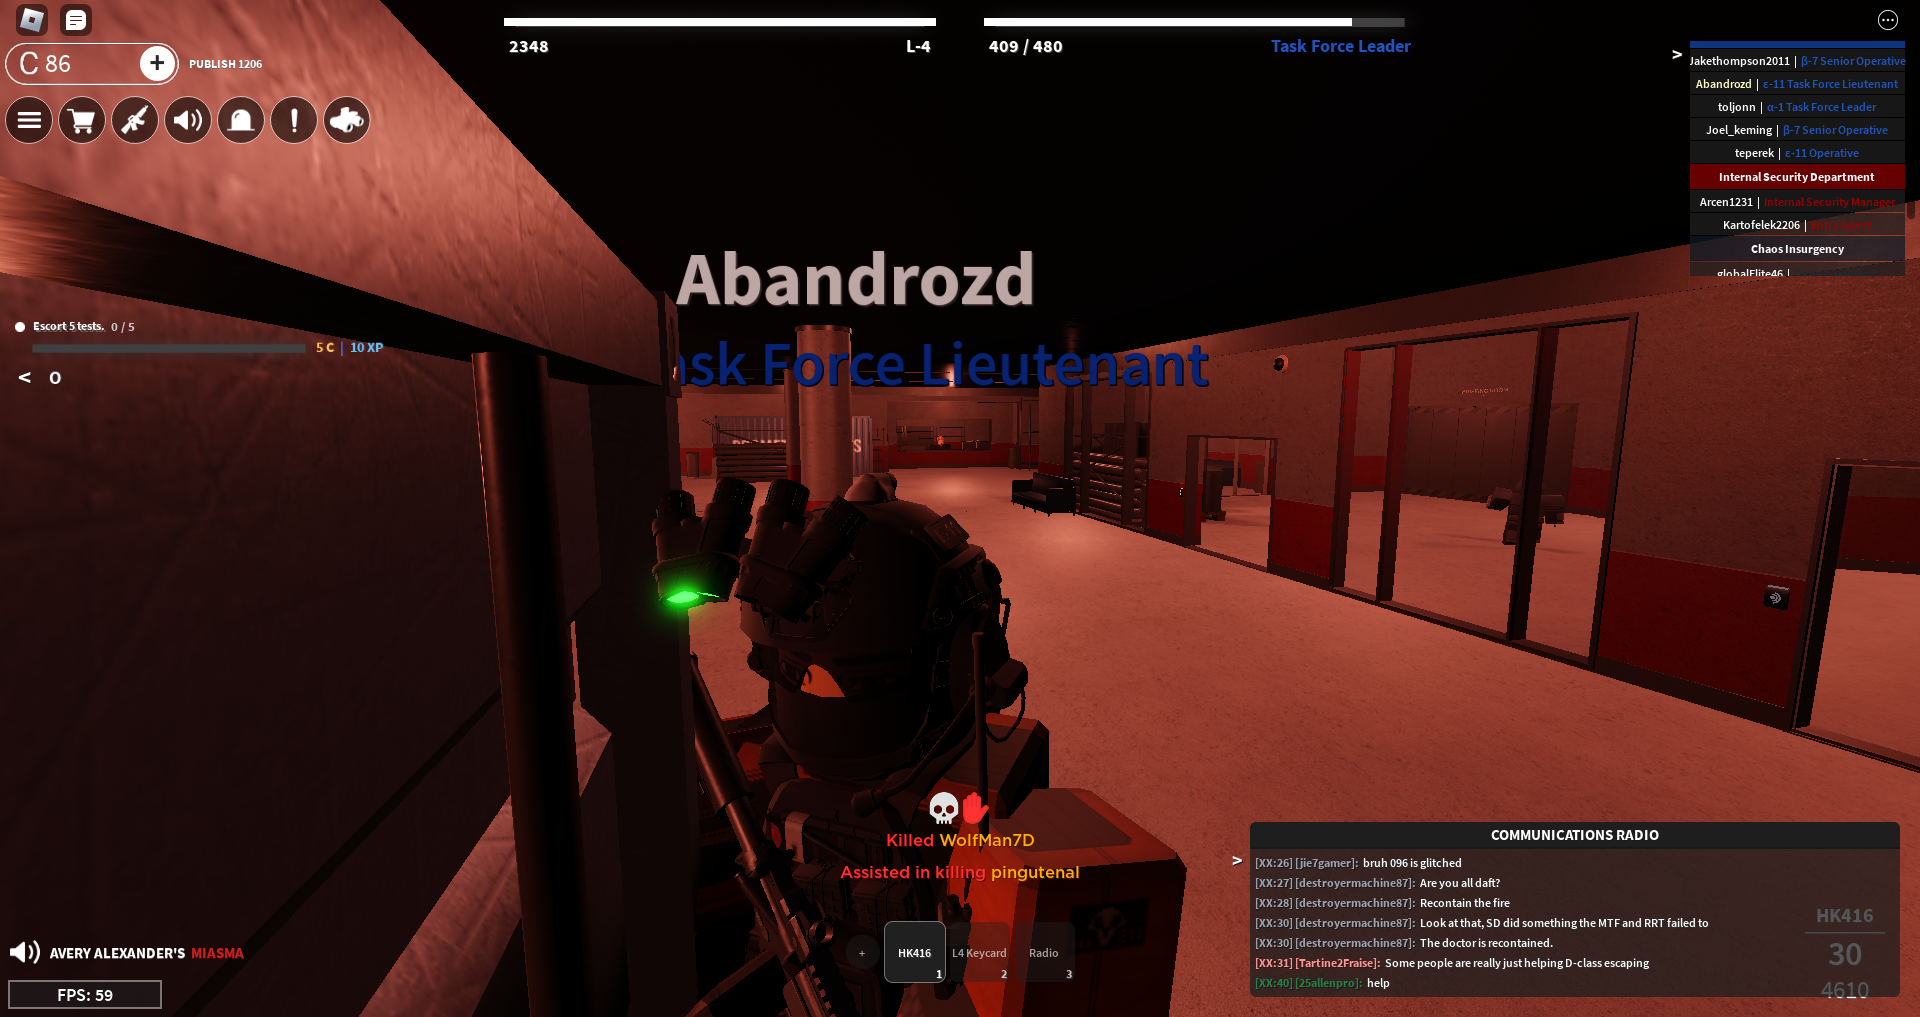 C 86
+
PUBLISH 1206
2348
L-4
409 / 480
Task Force Leader
>
Jakethompson2011 | β-7 Senior Operative
Abandrozd | ε-11 Task Force Lieutenant
toljonn | α-1 Task Force Leader
Joel_keming | β-7 Senior Operative
teperek | ε-11 Operative
Internal Security Department
Arcen1231 | Internal Security Manager
Kartofelek2206 |
Chaos Insurgency
globalElite46 |
Abandrozd
ask Force Lieutenant
Escort 5 tests. 0 / 5
5 C | 10 XP
< O
Killed WolfMan7D
Assisted in killing pingutenal
+
HK416
1
L4 Keycard
2
Radio
3
COMMUNICATIONS RADIO
>
[XX:26] [jie7gamer]: bruh 096 is glitched
[XX:27] [destroyermachine87]: Are you all daft?
[XX:28] [destroyermachine87]: Recontain the fire
[XX:30] [destroyermachine87]: Look at that, SD did something the MTF and RRT failed to
[XX:30] [destroyermachine87]: The doctor is recontained.
[XX:31] [Tartine2Fraise]: Some people are really just helping D-class escaping
[XX:40] [25allenpro]: help
HK416
30
4610
AVERY ALEXANDER'S MIASMA
FPS: 59